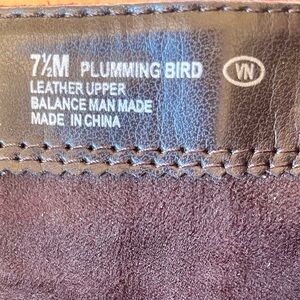 7½M PLUMMING BIRD
VN
LEATHER UPPER
BALANCE MAN MADE
MADE IN CHINA